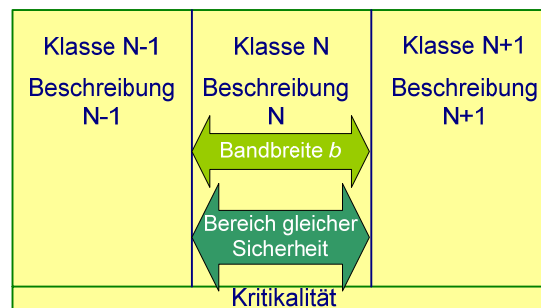 Klasse N-1
Beschreibung
N-1
Klasse N
Beschreibung
N
Klasse N+1
Beschreibung
N+1
Bandbreite b
Bereich gleicher
Sicherheit
Kritikalität